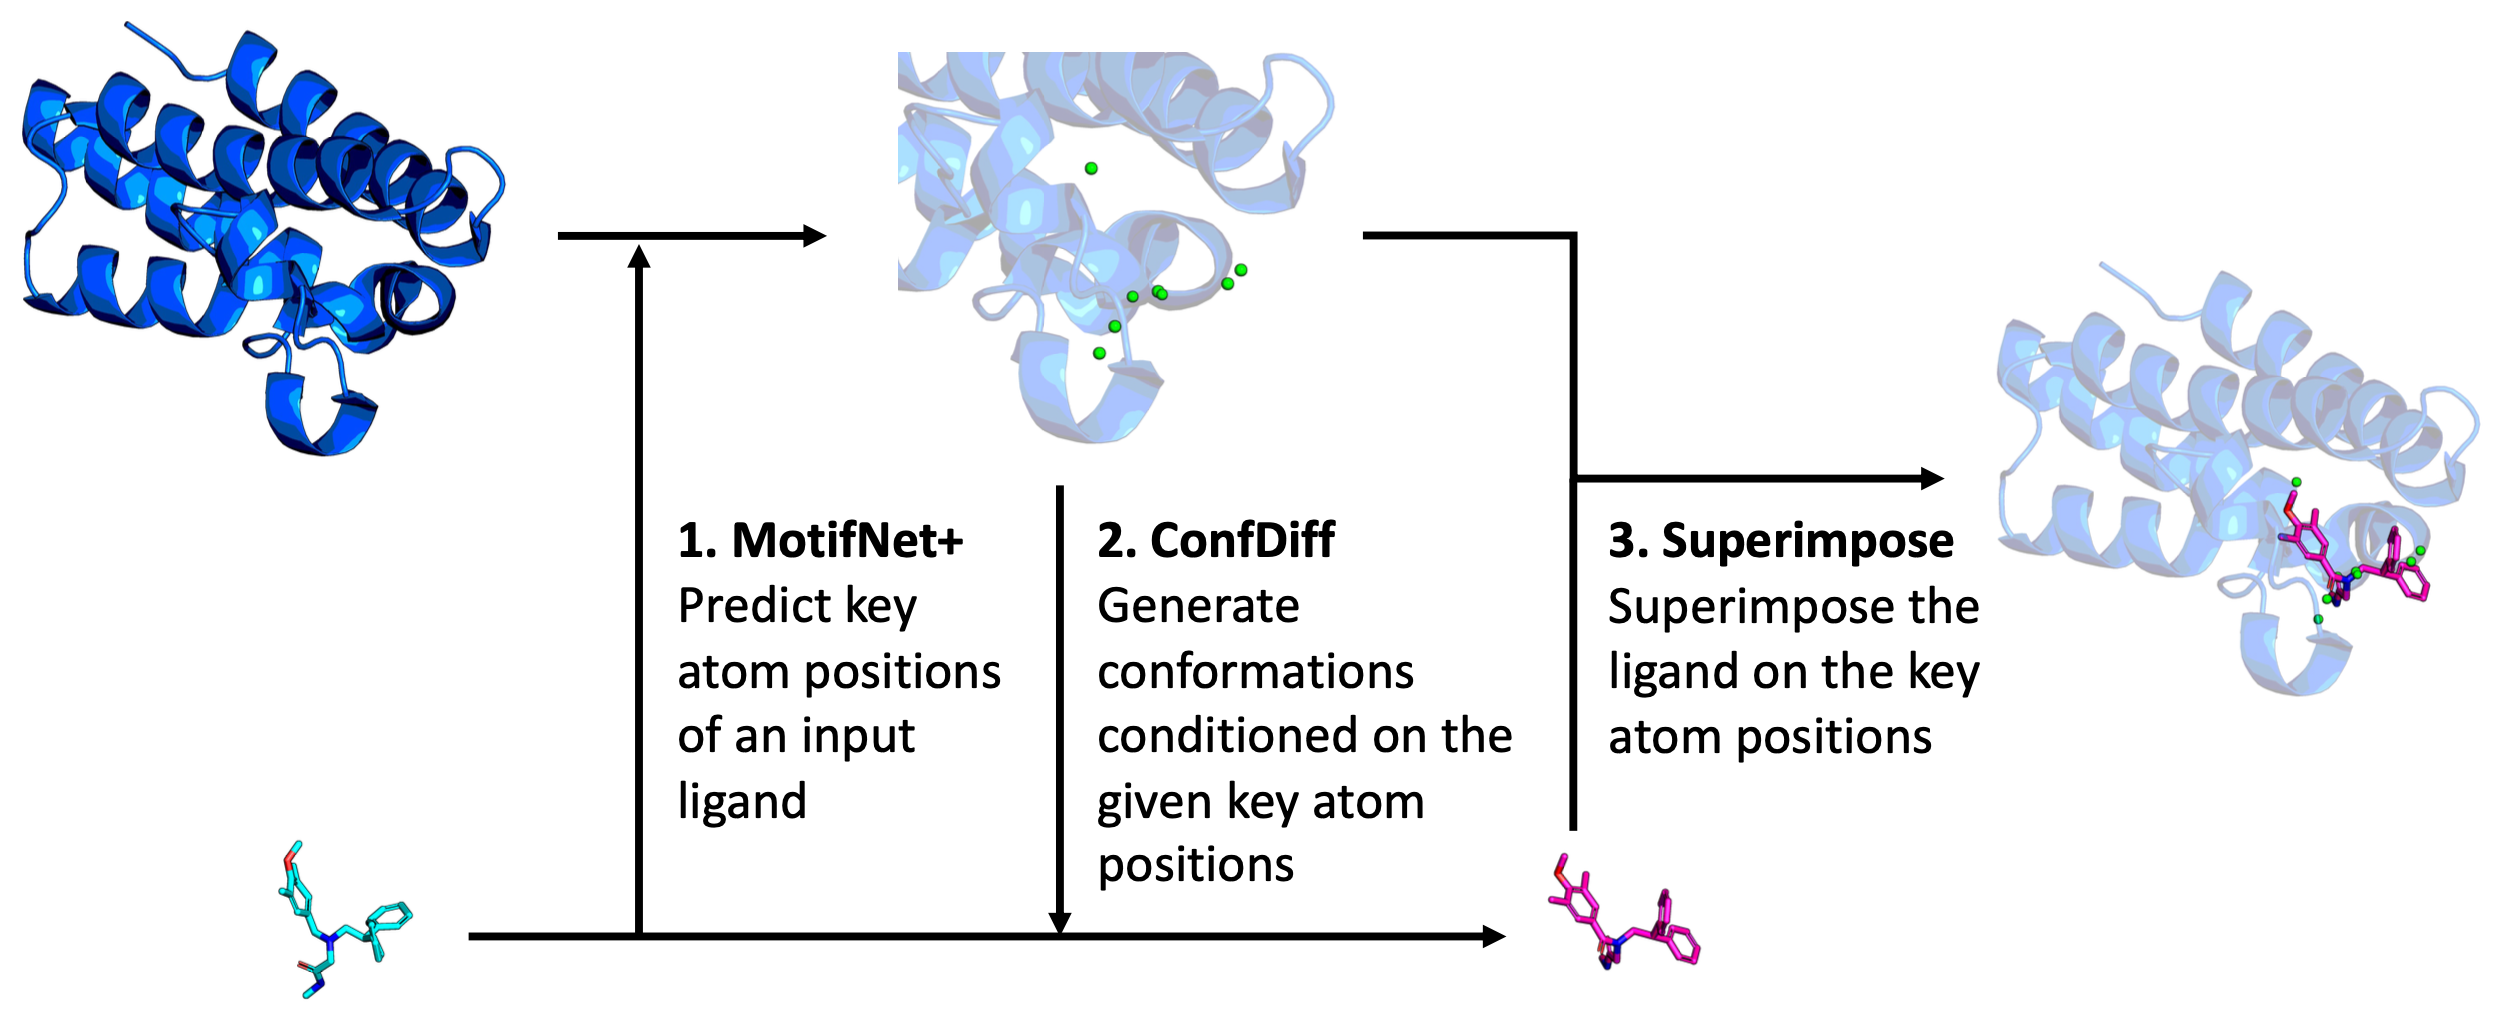 1. MotifNet+
Predict key
atom positions
of an input
ligand
2. ConfDiff
Generate
conformations
conditioned on the
given key atom
positions
3. Superimpose
Superimpose the
ligand on the key
atom positions